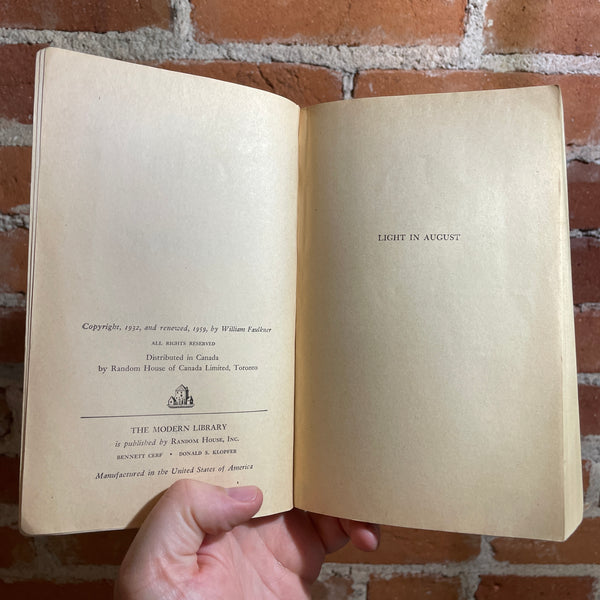 Copyright, 1932, and renewed, 1959, by William Faulkner
ALL RIGHTS RESERVED
Distributed in Canada
by Random House of Canada Limited, Toronto
THE MODERN LIBRARY
is published by RANDOM HOUSE, INC.
BENNETT CERF • DONALD S. KLOPFER
Manufactured in the United States of America
LIGHT IN AUGUST